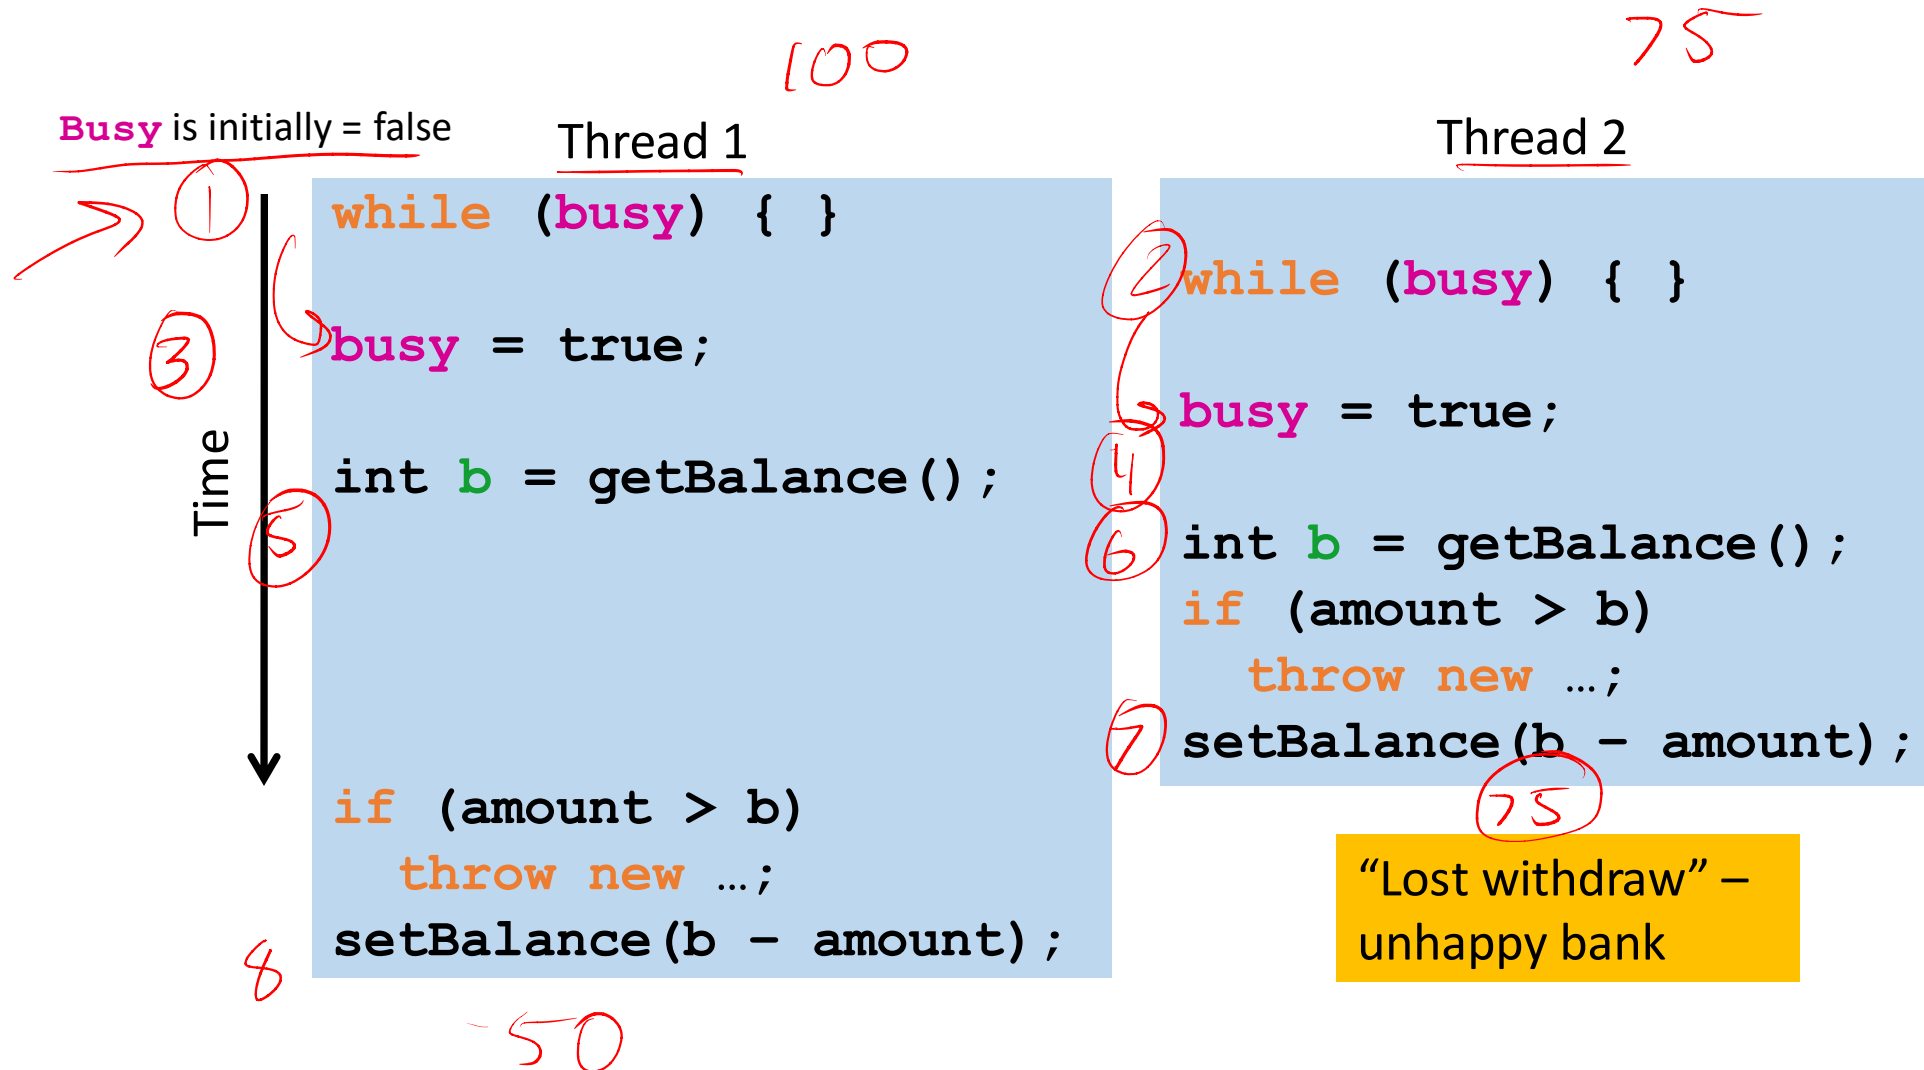 100
75
Busy is initially = false
Thread 1
Thread 2
1
while (busy) { }
2
while (busy) { }
3
busy = true;
busy = true;
4
Time
int b = getBalance();
5
6
int b = getBalance();
if (amount > b)
throw new …;
7
setBalance(b – amount);
75
if (amount > b)
throw new …;
setBalance(b – amount);
8
-50
“Lost withdraw” –
unhappy bank